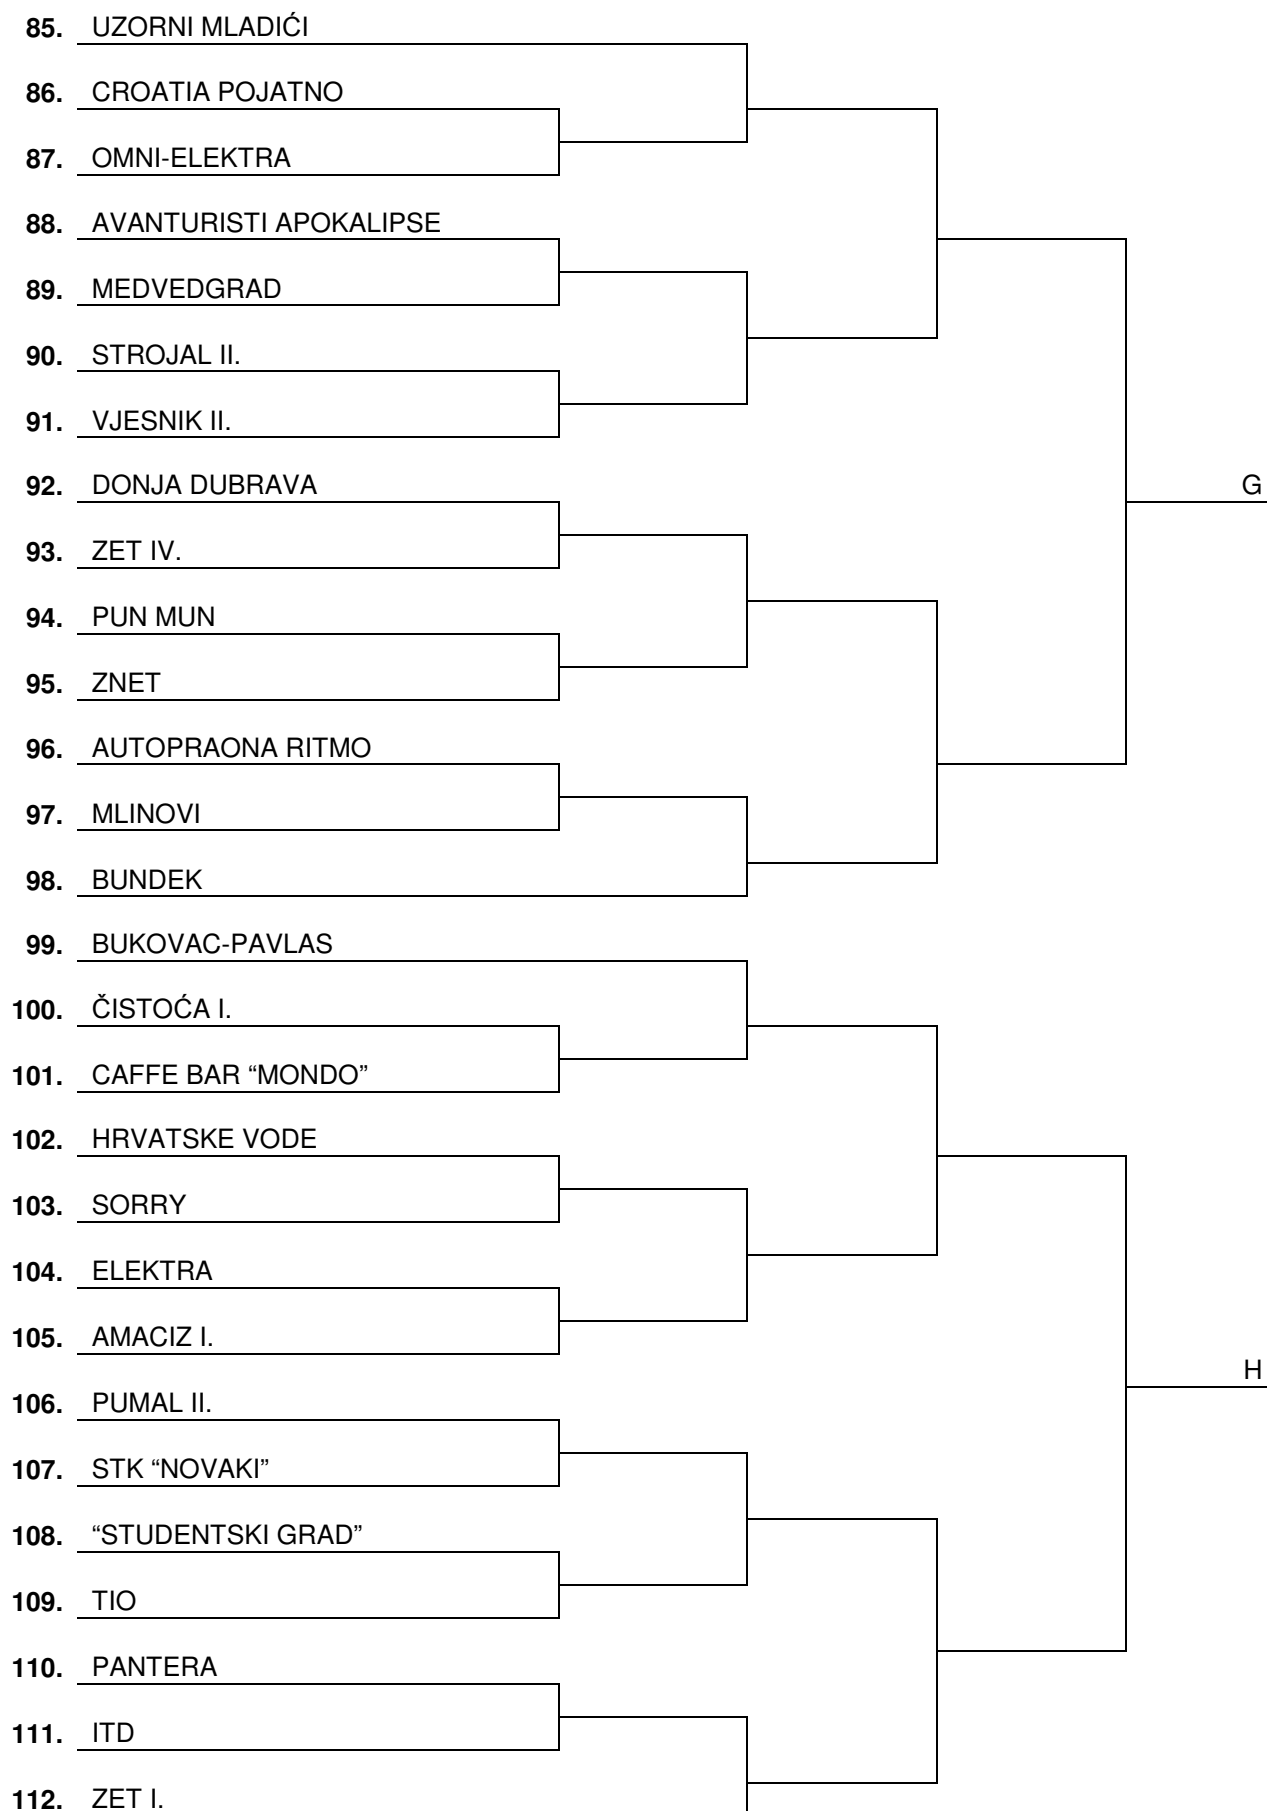 85. UZORNI MLADIĆI
86. CROATIA POJATNO
87. OMNI-ELEKTRA
88. AVANTURISTI APOKALIPSE
89. MEDVEDGRAD
90. STROJAL II.
91. VJESNIK II.
92. DONJA DUBRAVA
G
93. ZET IV.
94. PUN MUN
95. ZNET
96. AUTOPRAONA RITMO
97. MLINOVI
98. BUNDEK
99. BUKOVAC-PAVLAS
100. ČISTOĆA I.
101. CAFFE BAR “MONDO”
102. HRVATSKE VODE
103. SORRY
104. ELEKTRA
105. AMACIZ I.
H
106. PUMAL II.
107. STK “NOVAKI”
108. “STUDENTSKI GRAD”
109. TIO
110. PANTERA
111. ITD
112. ZET I.